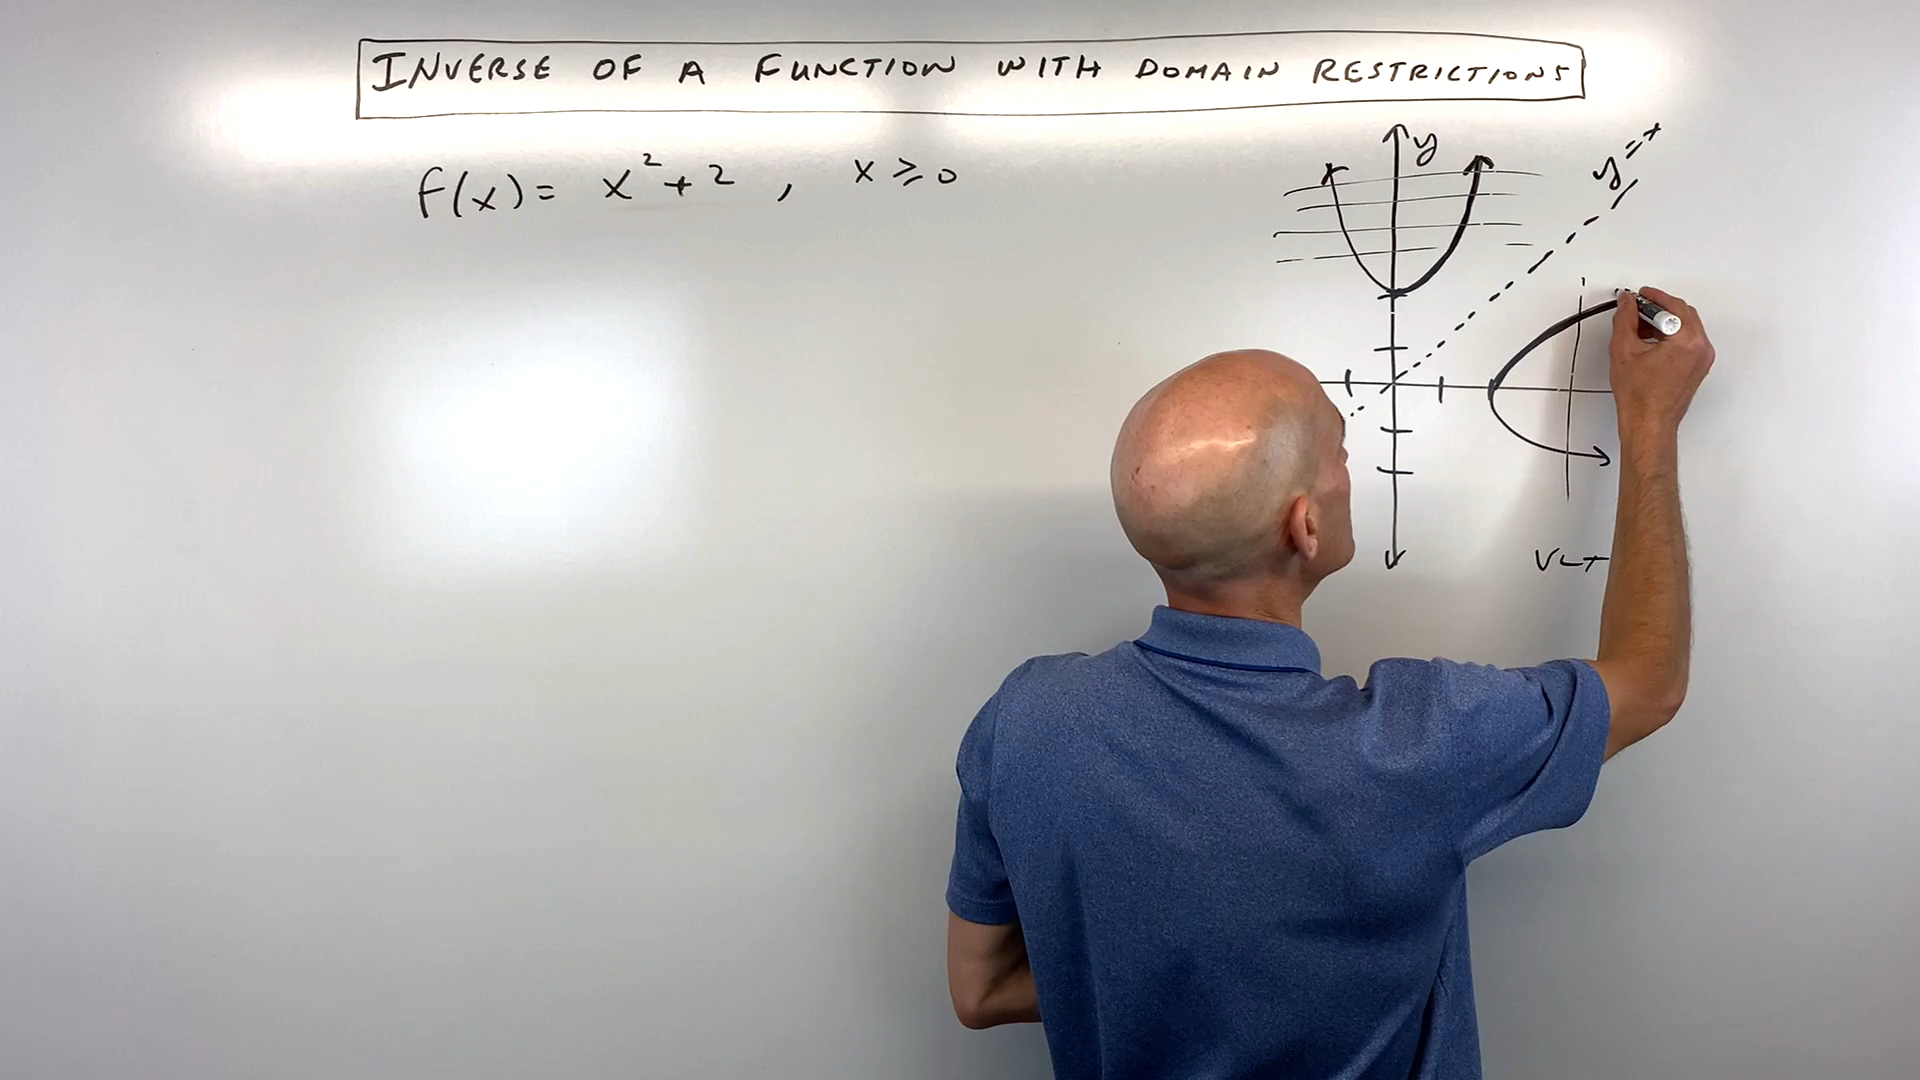 INVERSE OF A FUNCTION WITH DOMAIN RESTRICTIONS
f(x) = x² + 2 , x ≥ 0
y
y = x
VLT